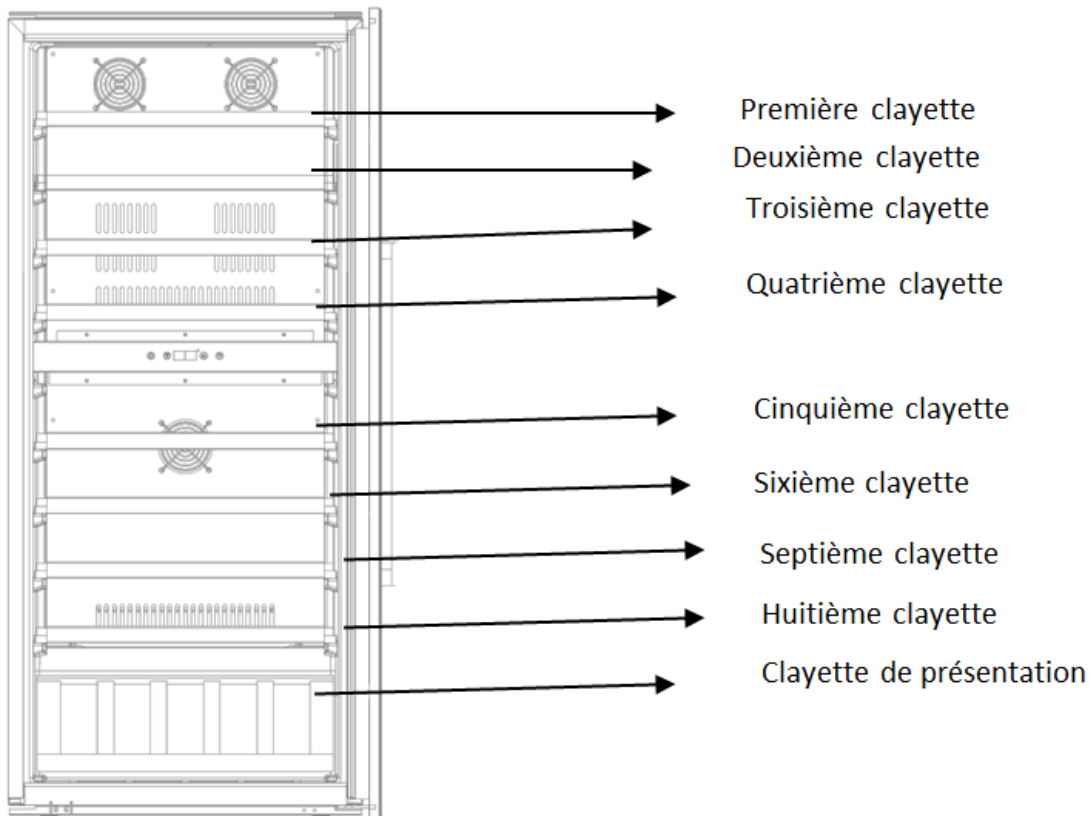 Première clayette
Deuxième clayette
Troisième clayette
Quatrième clayette
Cinquième clayette
Sixième clayette
Septième clayette
Huitième clayette
Clayette de présentation